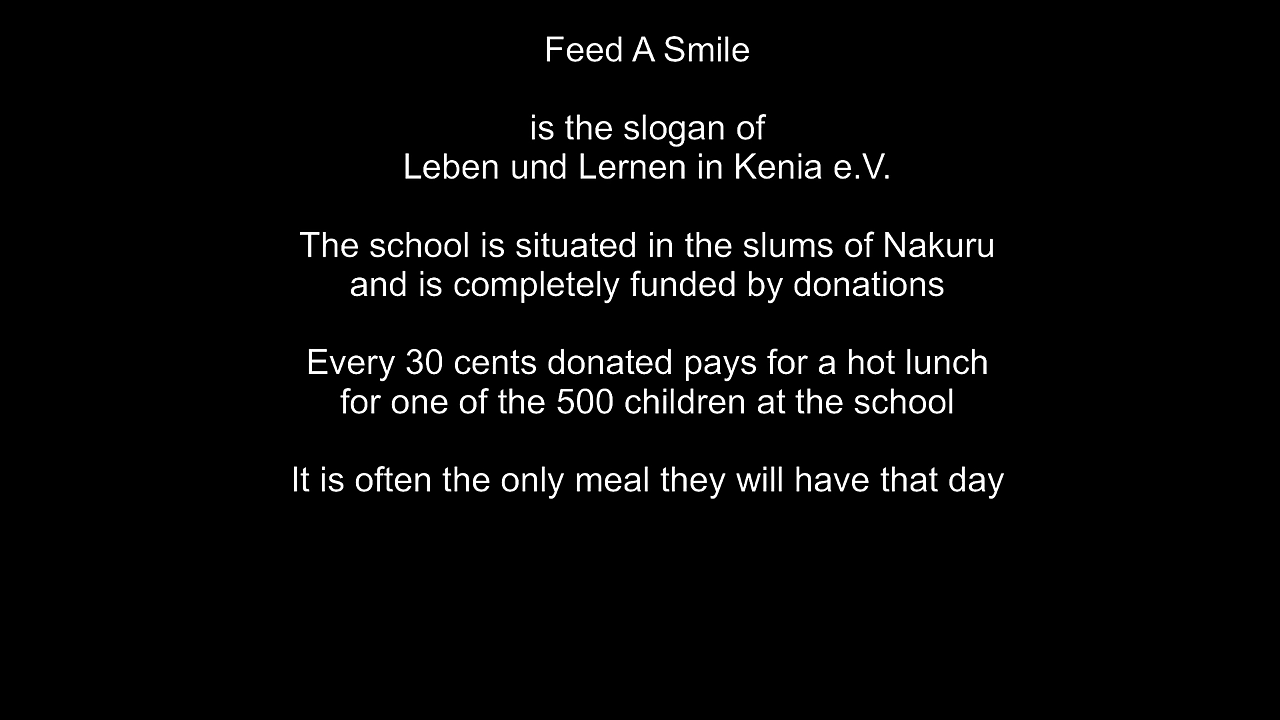 Feed A Smile
is the slogan of
Leben und Lernen in Kenia e.V.
The school is situated in the slums of Nakuru
and is completely funded by donations
Every 30 cents donated pays for a hot lunch
for one of the 500 children at the school
It is often the only meal they will have that day